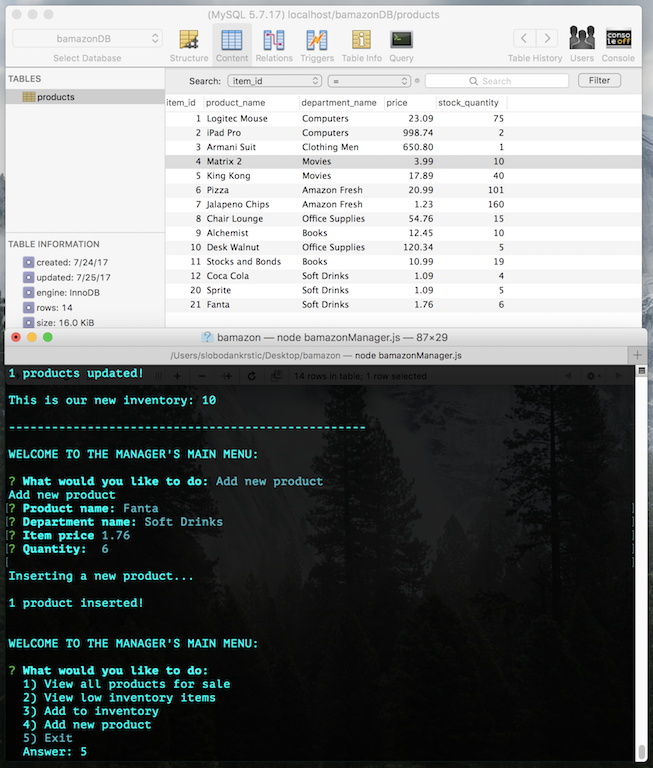 (MySQL 5.7.17) localhost/bamazonDB/products
bamazonDB
Select Database
Structure Content Relations Triggers Table Info Query
Table History Users Console
conso
le off
TABLES
products
Search: item_id = Search Filter
item_id product_name department_name price stock_quantity
1 Logitec Mouse Computers 23.09 75
2 iPad Pro Computers 998.74 2
3 Armani Suit Clothing Men 650.80 1
4 Matrix 2 Movies 3.99 10
5 King Kong Movies 17.89 40
6 Pizza Amazon Fresh 20.99 101
7 Jalapeno Chips Amazon Fresh 1.23 160
8 Chair Lounge Office Supplies 54.76 15
9 Alchemist Books 12.45 10
10 Desk Walnut Office Supplies 120.34 5
11 Stocks and Bonds Books 10.99 19
12 Coca Cola Soft Drinks 1.09 4
20 Sprite Soft Drinks 1.09 5
21 Fanta Soft Drinks 1.76 6
TABLE INFORMATION
created: 7/24/17
updated: 7/25/17
engine: InnoDB
rows: 14
size: 16.0 KiB
bamazon — node bamazonManager.js — 87×29
/Users/slobodankrstic/Desktop/bamazon — node bamazonManager.js +
1 products updated!
14 rows in table; 1 row selected
This is our new inventory: 10
--------------------------------------------------
WELCOME TO THE MANAGER'S MAIN MENU:
? What would you like to do: Add new product
Add new product
? Product name: Fanta
? Department name: Soft Drinks
? Item price 1.76
? Quantity: 6
Inserting a new product...
1 product inserted!
WELCOME TO THE MANAGER'S MAIN MENU:
? What would you like to do:
1) View all products for sale
2) View low inventory items
3) Add to inventory
4) Add new product
5) Exit
Answer: 5